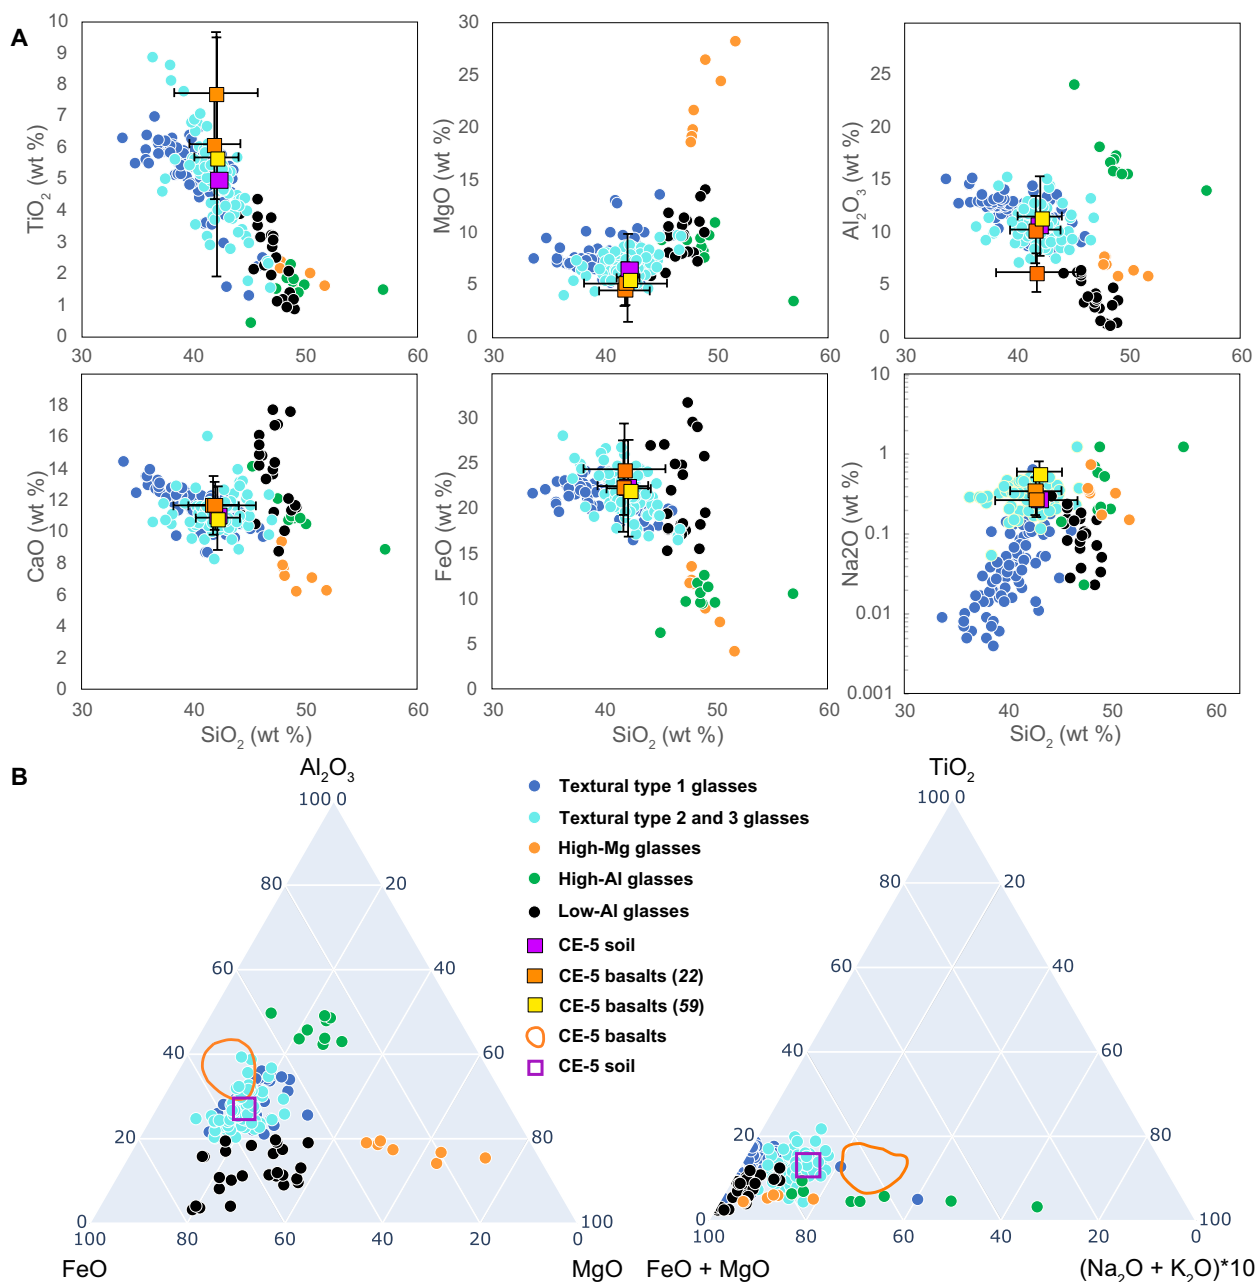 A
TiO2 (wt %)
10
9
8
7
6
5
4
3
2
1
0
30 40 50 60
MgO (wt %)
30
20
10
0
30 40 50 60
Al2O3 (wt %)
25
20
15
10
5
0
30 40 50 60
CaO (wt %)
18
16
14
12
10
8
6
4
2
0
30 40 50 60
SiO2 (wt %)
FeO (wt %)
30
25
20
15
10
5
0
30 40 50 60
SiO2 (wt %)
Na2O (wt %)
10
1
0.1
0.01
0.001
30 40 50 60
SiO2 (wt %)
B
Al2O3
100 0
80 20
60 40
40 60
20 80
0 100
100 80 60 40 20 0
FeO MgO
Textural type 1 glasses
Textural type 2 and 3 glasses
High-Mg glasses
High-Al glasses
Low-Al glasses
CE-5 soil
CE-5 basalts (22)
CE-5 basalts (59)
CE-5 basalts
CE-5 soil
TiO2
100 0
80 20
60 40
40 60
20 80
0 100
100 80 60 40 20 0
FeO + MgO (Na2O + K2O)*10